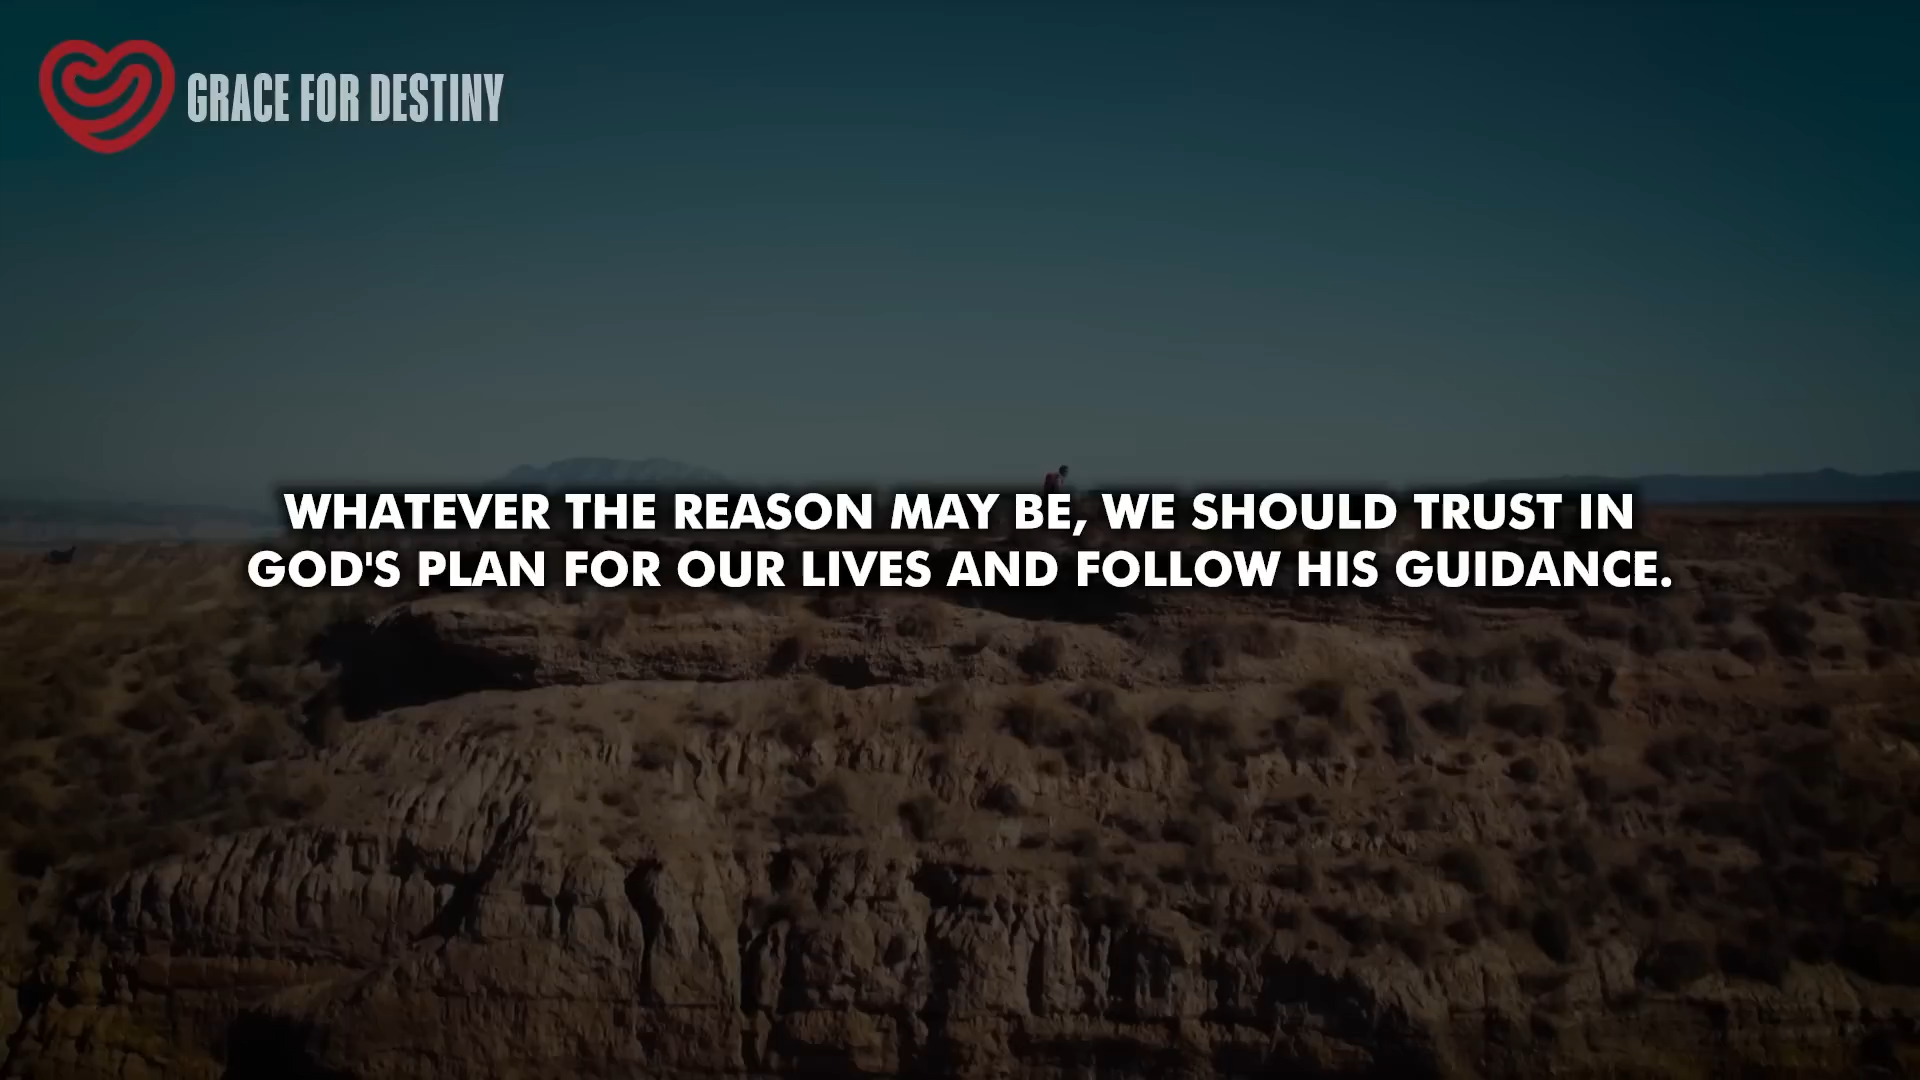 GRACE FOR DESTINY
WHATEVER THE REASON MAY BE, WE SHOULD TRUST IN
GOD'S PLAN FOR OUR LIVES AND FOLLOW HIS GUIDANCE.